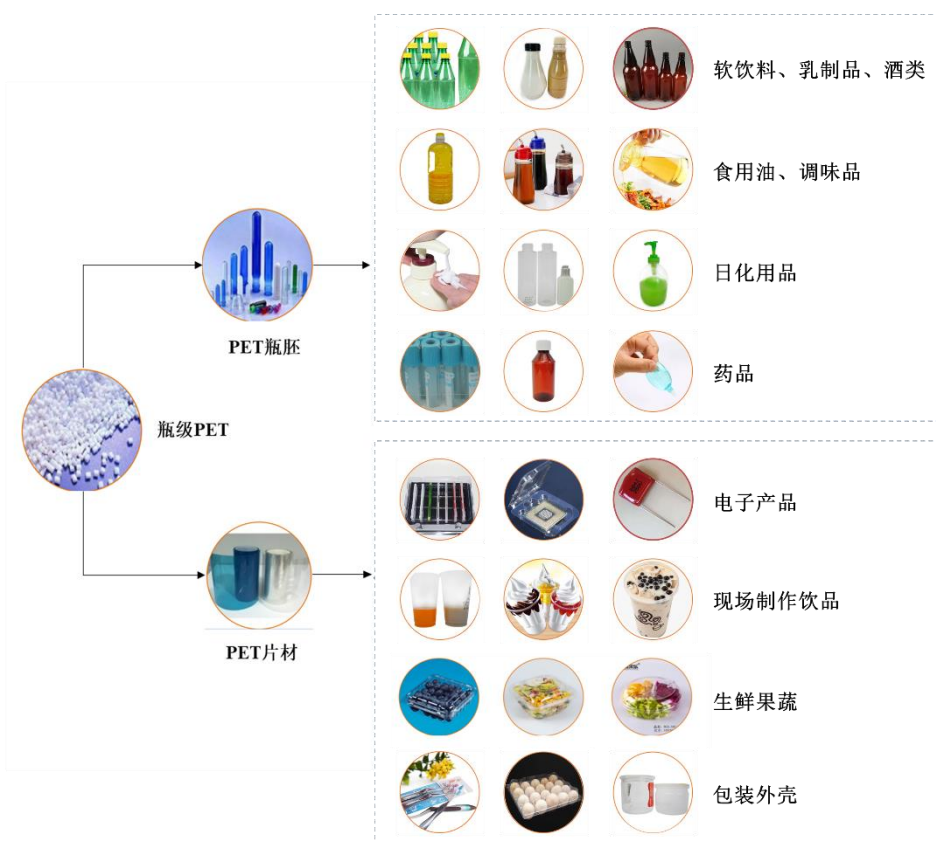 软饮料、乳制品、酒类
食用油、调味品
日化用品
PET瓶胚
药品
瓶级PET
电子产品
现场制作饮品
PET片材
生鲜果蔬
包装外壳